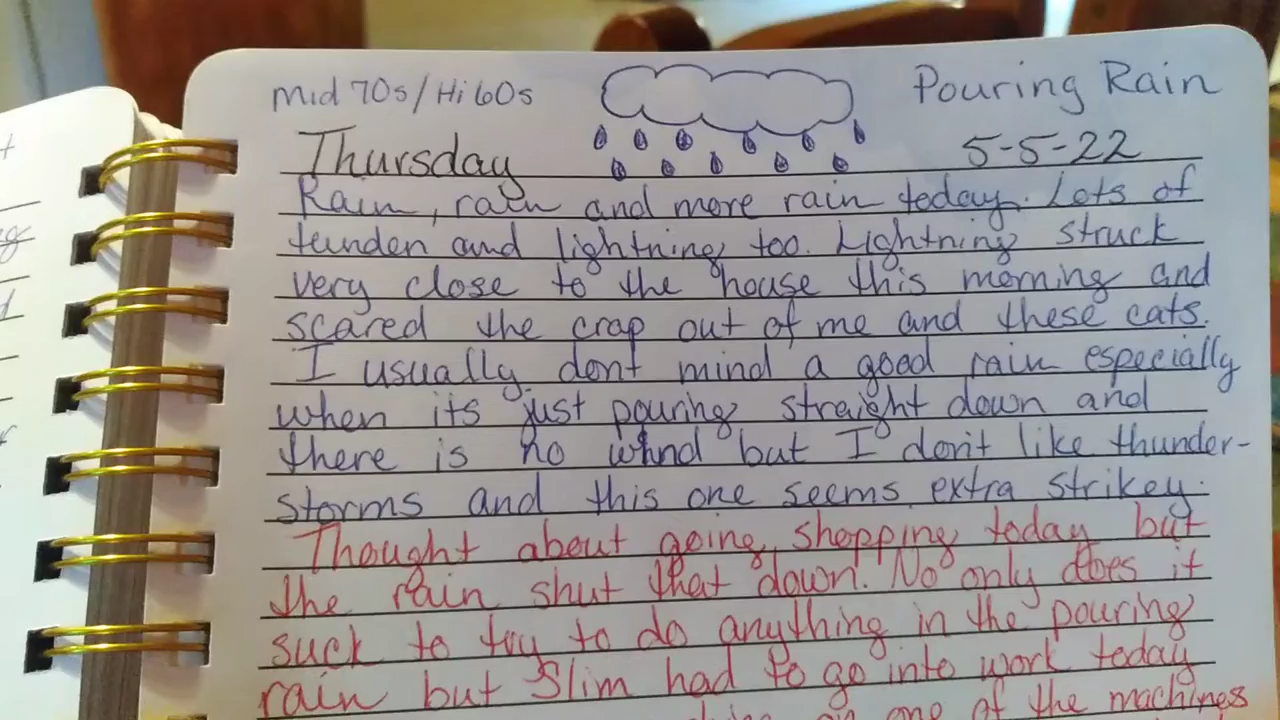 Mid 70s/Hi 60s
Pouring Rain
Thursday
5-5-22
Rain, rain and more rain today. Lots of
tunden and lightning too. Lightning struck
very close to the house this morning and
scared the crap out of me and these cats.
I usually dont mind a good rain especially
when its just pouring straight down and
there is no wind but I don't like thunder-
storms and this one seems extra strikey.
Thought about going shopping today but
the rain shut that down. No only does it
suck to try to do anything in the pouring
rain but Slim had to go into work today
on one of the machines